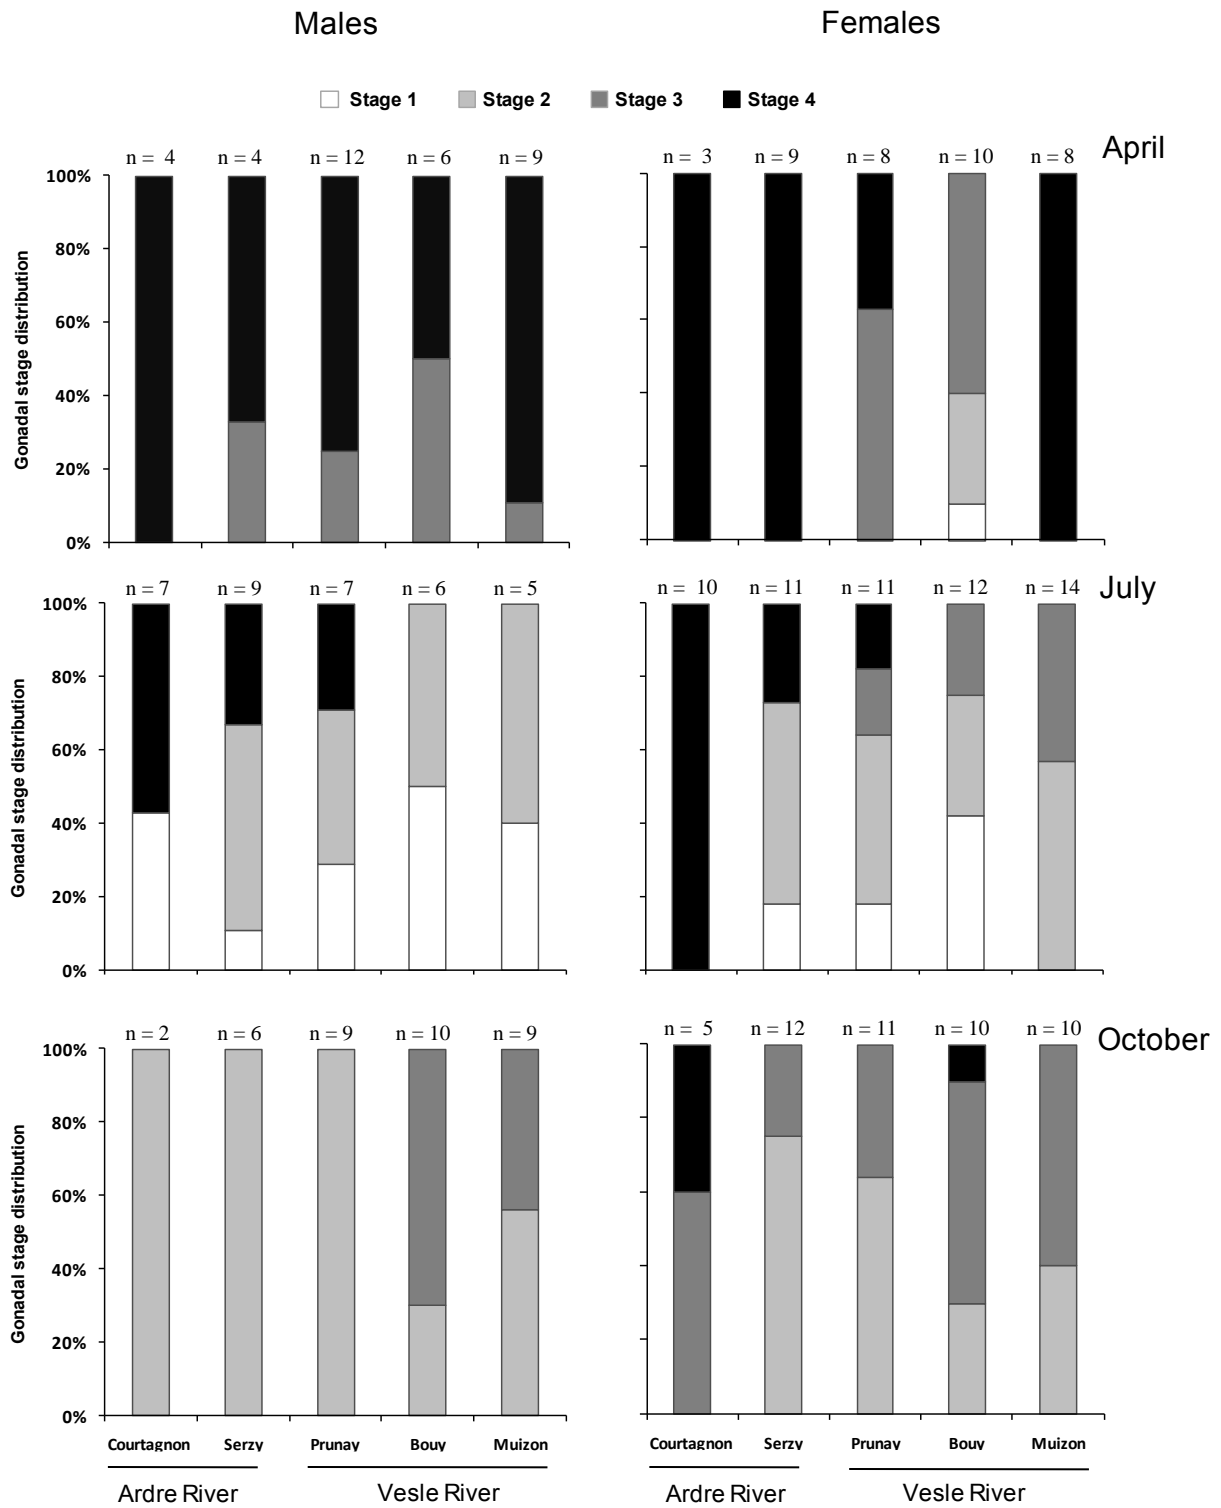 Males Females
Stage 1 Stage 2 Stage 3 Stage 4
April
n = 4 n = 4 n = 12 n = 6 n = 9
n = 3 n = 9 n = 8 n = 10 n = 8
100%
80%
60%
40%
20%
0%
Gonadal stage distribution
July
n = 7 n = 9 n = 7 n = 6 n = 5
n = 10 n = 11 n = 11 n = 12 n = 14
100%
80%
60%
40%
20%
0%
Gonadal stage distribution
October
n = 2 n = 6 n = 9 n = 10 n = 9
n = 5 n = 12 n = 11 n = 10 n = 10
100%
80%
60%
40%
20%
0%
Gonadal stage distribution
Courtagnon Serzy Prunay Bouy Muizon
Courtagnon Serzy Prunay Bouy Muizon
Ardre River Vesle River
Ardre River Vesle River